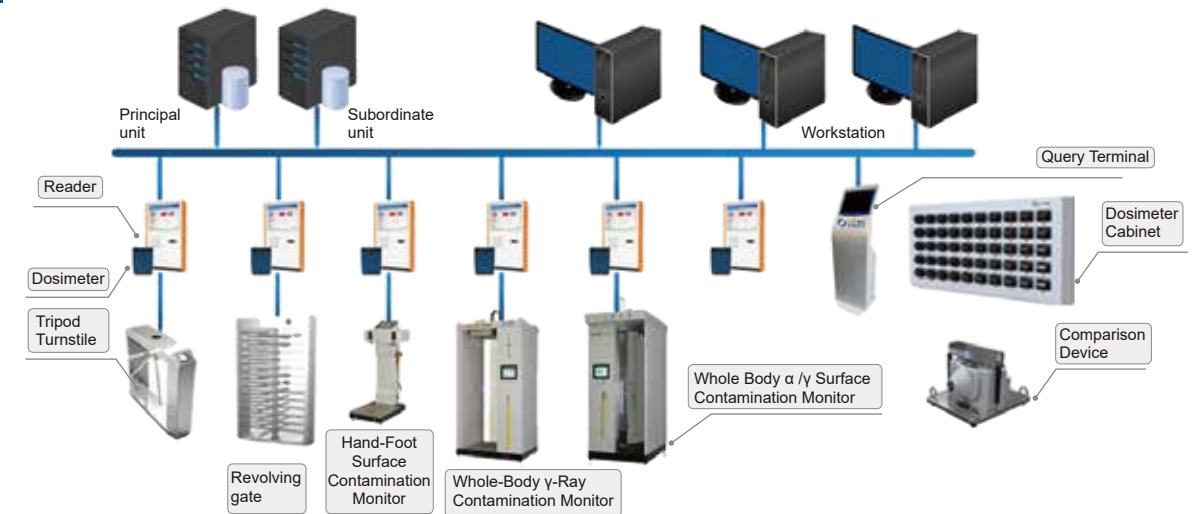 Principal
unit
Subordinate
unit
Workstation
Query Terminal
Reader
Dosimeter
Cabinet
Dosimeter
Tripod
Turnstile
Comparison
Device
Whole Body α /γ Surface
Contamination Monitor
Hand-Foot
Surface
Contamination
Monitor
Revolving
gate
Whole-Body γ-Ray
Contamination Monitor